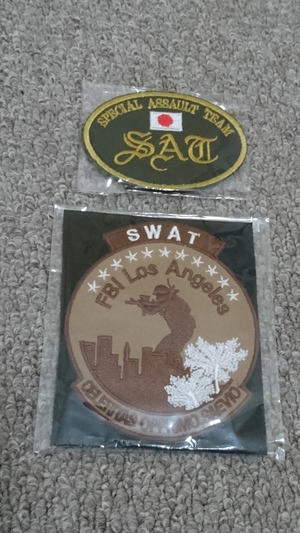 SPECIAL ASSAULT TEAM
SAT
SWAT
FBI Los Angeles